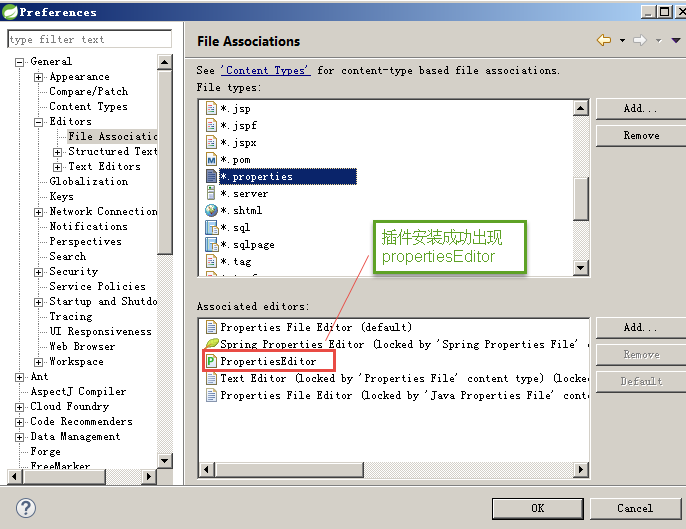 Preferences
type filter text
General
Appearance
Compare/Patch
Content Types
Editors
File Associatio
Structured Text
Text Editors
Globalization
Keys
Network Connection
Notifications
Perspectives
Search
Security
Service Policies
Startup and Shutdo
Tracing
UI Responsiveness
Web Browser
Workspace
Ant
AspectJ Compiler
Cloud Foundry
Code Recommenders
Data Management
Forge
FreeMarker
File Associations
See 'Content Types' for content-type based file associations.
File types:
*.jsp
*.jspf
*.jspx
*.pom
*.properties
*.server
*.shtml
*.sql
*.sqlpage
*.tag
Add...
Remove
插件安装成功出现
propertiesEditor
Associated editors:
Properties File Editor (default)
Spring Properties Editor (locked by 'Spring Properties File' c
PropertiesEditor
Text Editor (locked by 'Properties File' content type) (locked
Properties File Editor (locked by 'Java Properties File' conte
Add...
Remove
Default
OK
Cancel